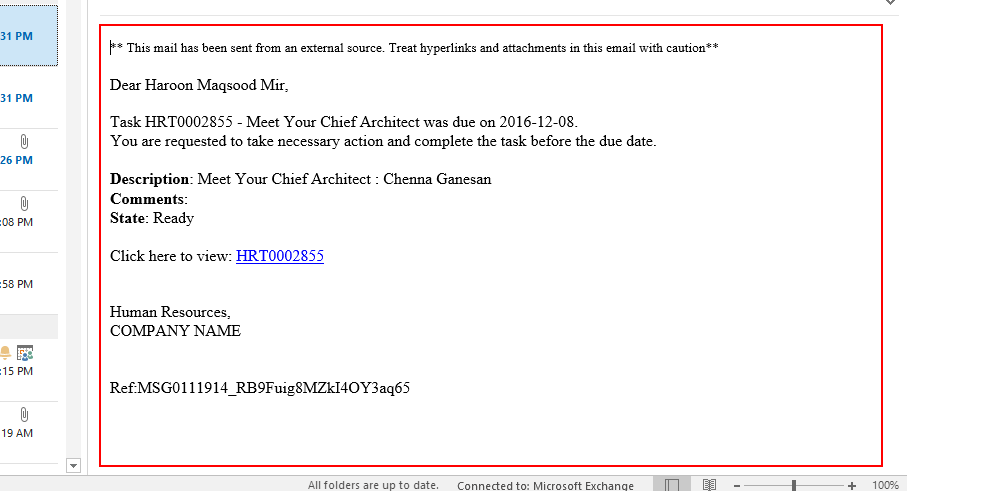 31 PM
31 PM
26 PM
:08 PM
:58 PM
:15 PM
19 AM
** This mail has been sent from an external source. Treat hyperlinks and attachments in this email with caution**
Dear Haroon Maqsood Mir,
Task HRT0002855 - Meet Your Chief Architect was due on 2016-12-08.
You are requested to take necessary action and complete the task before the due date.
Description: Meet Your Chief Architect : Chenna Ganesan
Comments:
State: Ready
Click here to view: HRT0002855
Human Resources,
COMPANY NAME
Ref:MSG0111914_RB9Fuig8MZkI4OY3aq65
All folders are up to date. Connected to: Microsoft Exchange 100%